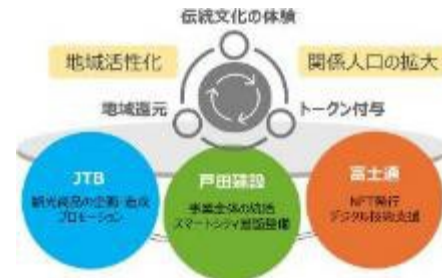 伝統文化の体験
地域活性化
関係人口の拡大
地域還元
トークン付与
JTB
観光商品の企画・造成
プロモーション
戸田建設
事業全体の統括
スマートシティ基盤整備
富士通
NFT発行
デジタル技術支援